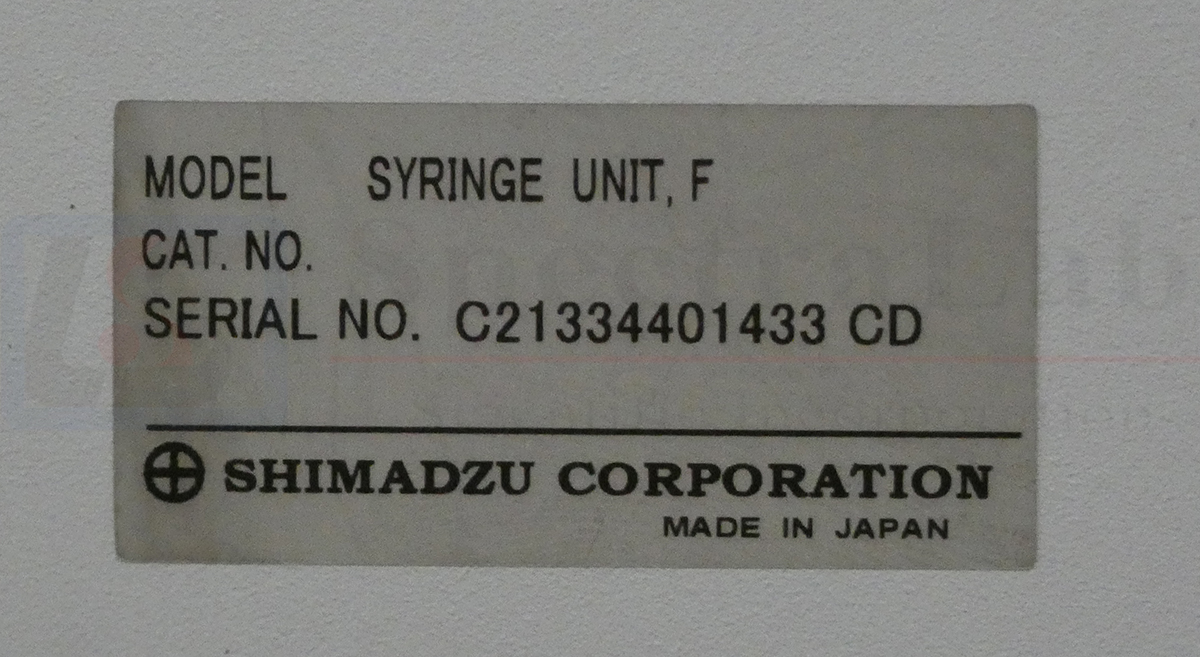 MODEL SYRINGE UNIT, F
CAT. NO.
SERIAL NO. C21334401433 CD
SHIMADZU CORPORATION
MADE IN JAPAN